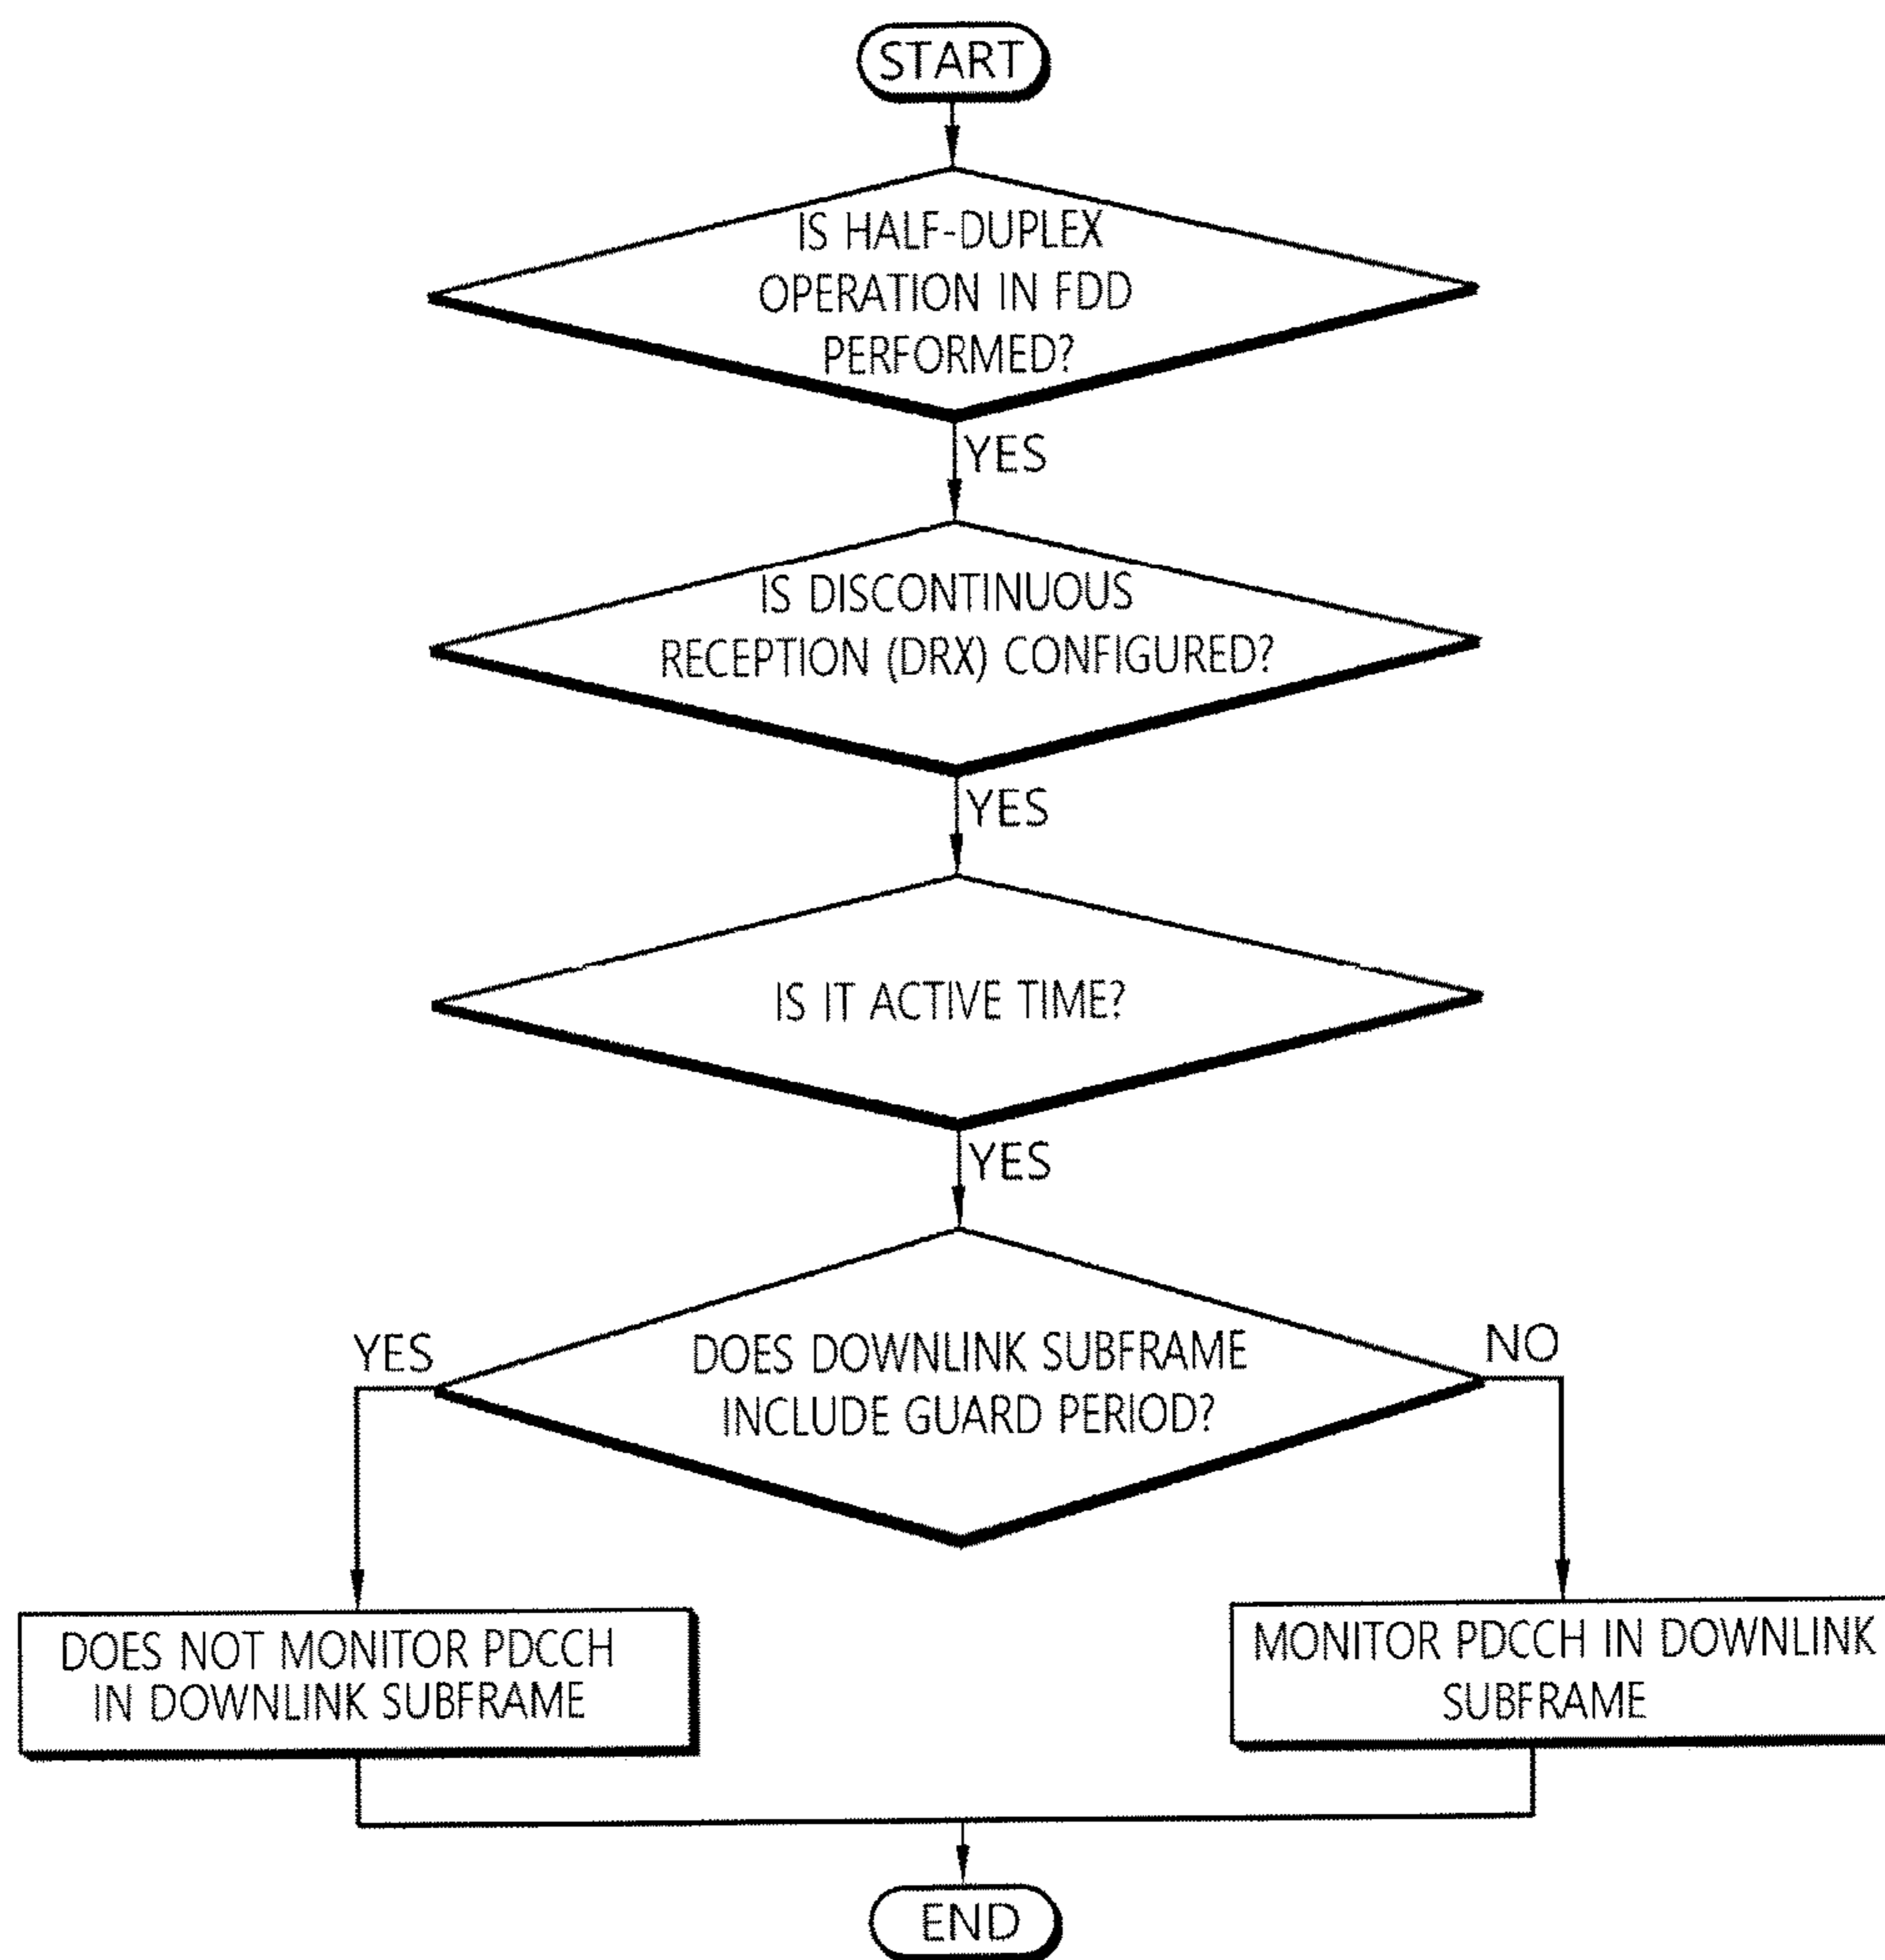 START
IS HALF-DUPLEX
OPERATION IN FDD
PERFORMED?
YES
IS DISCONTINUOUS
RECEPTION (DRX) CONFIGURED?
YES
IS IT ACTIVE TIME?
YES
DOES DOWNLINK SUBFRAME
INCLUDE GUARD PERIOD?
YES
NO
DOES NOT MONITOR PDCCH
IN DOWNLINK SUBFRAME
MONITOR PDCCH IN DOWNLINK
SUBFRAME
END